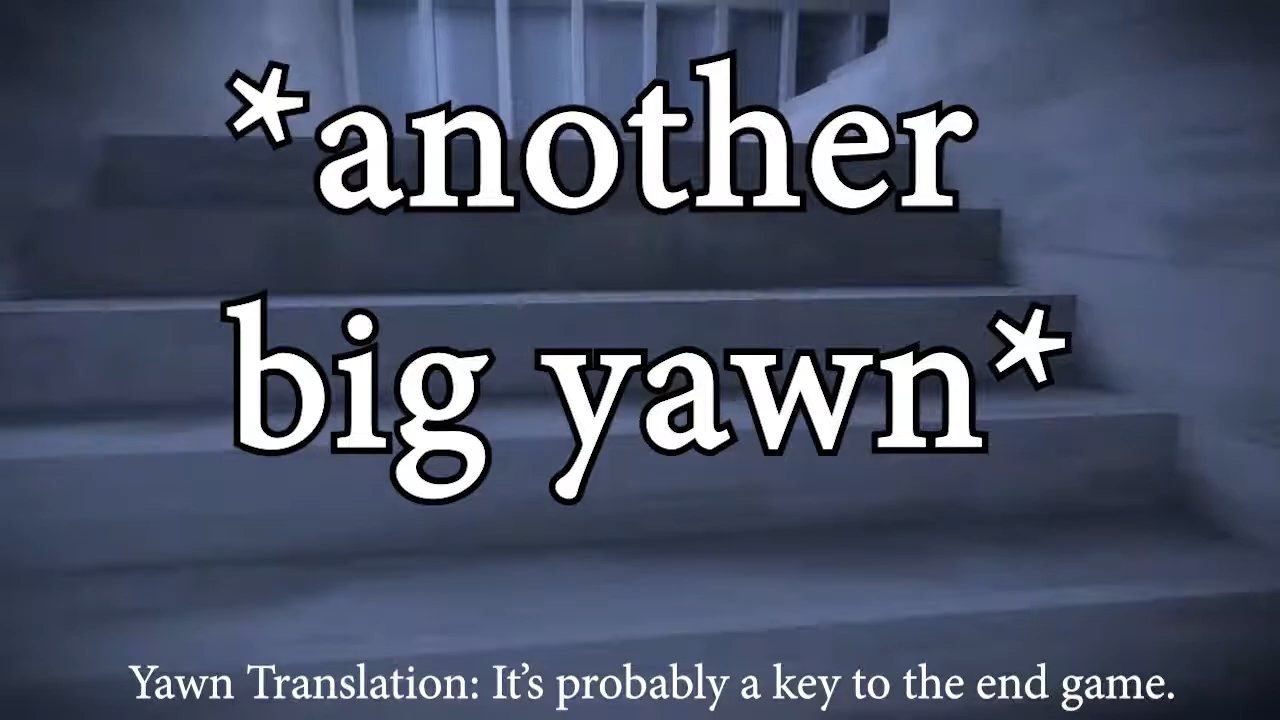 *another
big yawn*
Yawn Translation: It’s probably a key to the end game.